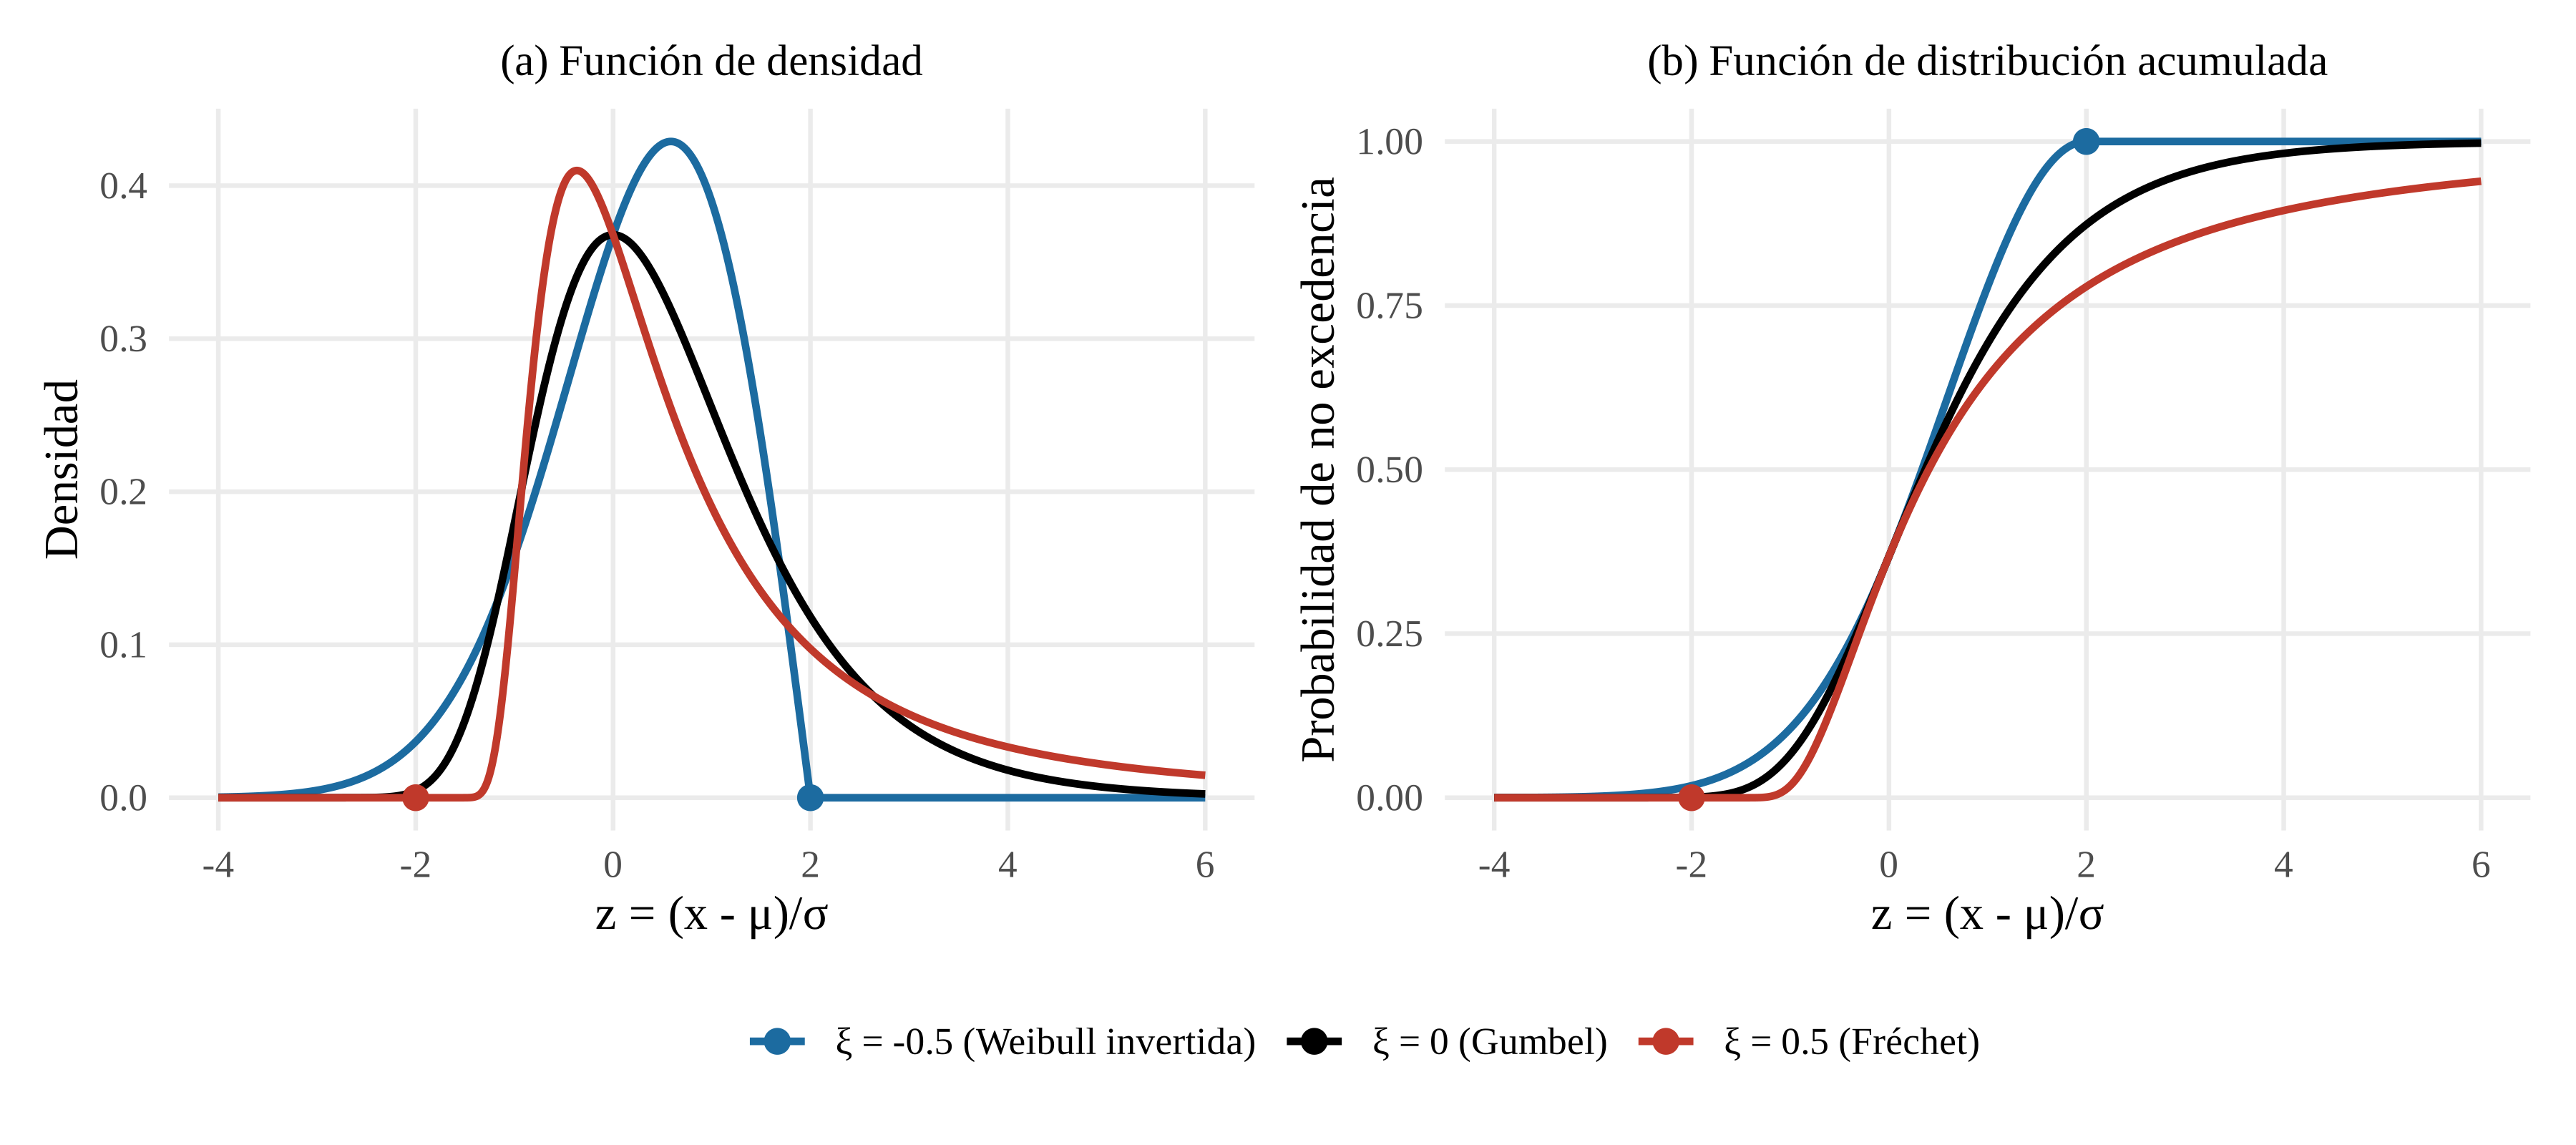 (a) Función de densidad
Densidad
0.4
0.3
0.2
0.1
0.0
-4 -2 0 2 4 6
z = (x - μ)/σ
(b) Función de distribución acumulada
Probabilidad de no excedencia
1.00
0.75
0.50
0.25
0.00
-4 -2 0 2 4 6
z = (x - μ)/σ
ξ = -0.5 (Weibull invertida) ξ = 0 (Gumbel) ξ = 0.5 (Fréchet)